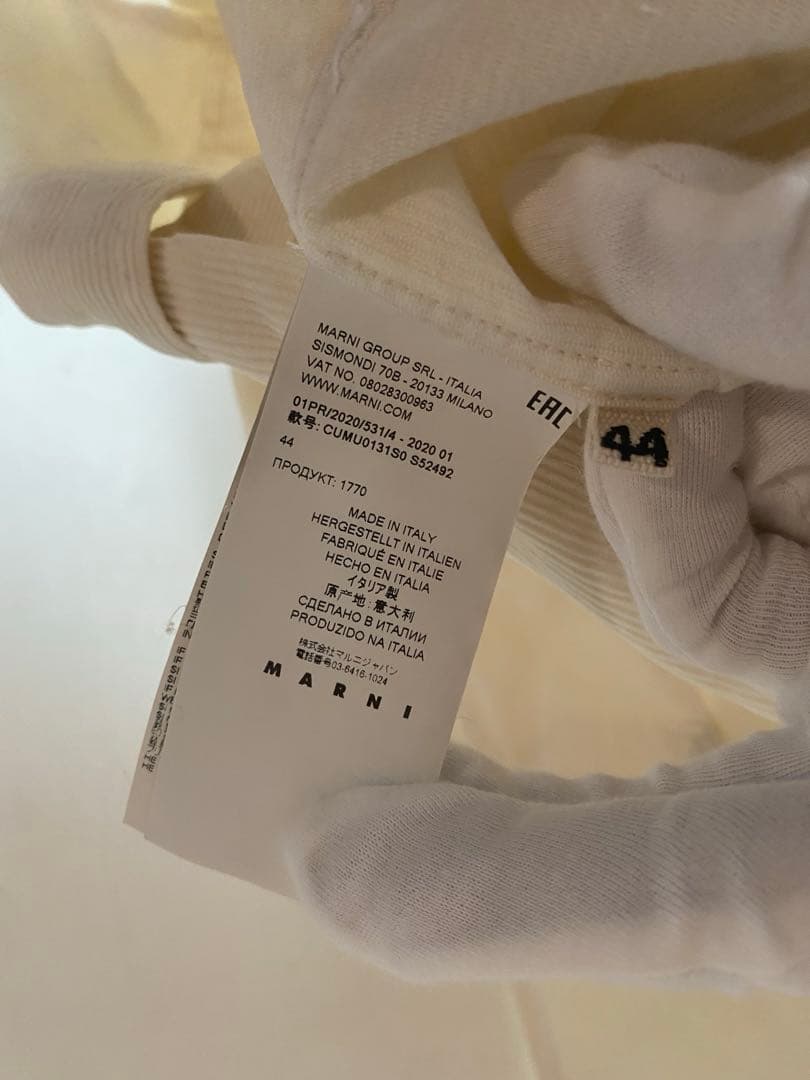 MARNI GROUP SRL - ITALIA
SISMONDI 70B - 20133 MILANO
VAT NO. 08028300963
WWW.MARNI.COM
01PR/2020/531/4 - 2020 01
款号: CUMU0131S0 S52492
44
ПРОДУКТ: 1770
MADE IN ITALY
HERGESTELLT IN ITALIEN
FABRIQUÉ EN ITALIE
HECHO EN ITALIA
イタリア製
原产地: 意大利
СДЕЛАНО В ИТАЛИИ
PRODUZIDO NA ITALIA
株式会社マルニジャパン
電話番号03-6416-1024
MARNI
EAC
44